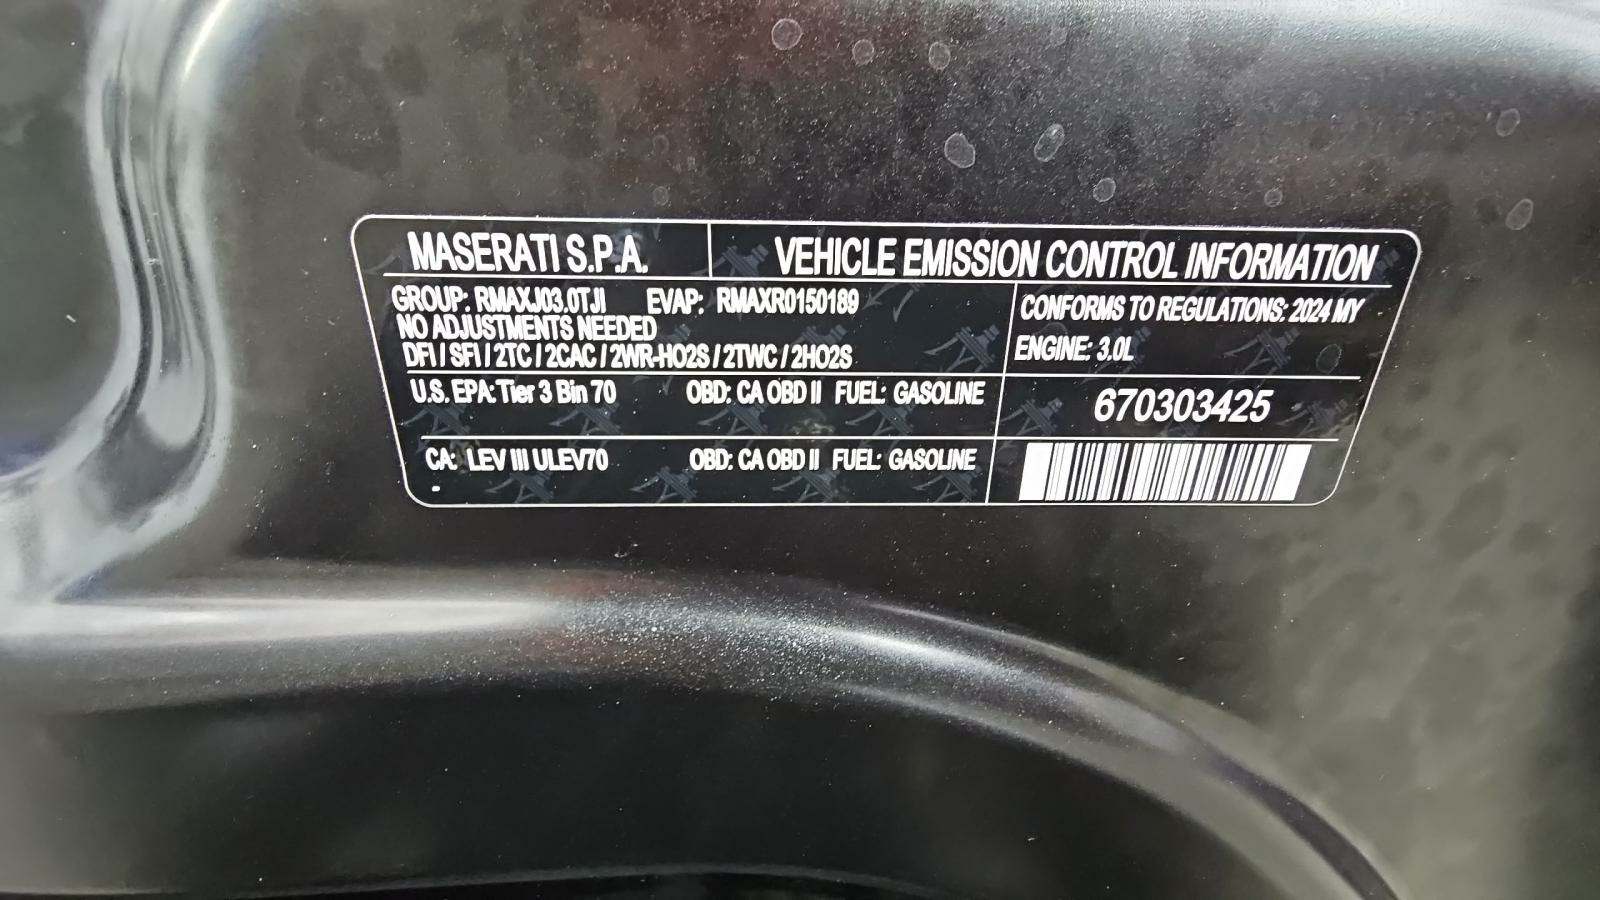 MASERATI S.P.A. VEHICLE EMISSION CONTROL INFORMATION
GROUP: RMAXJ03.0TJI EVAP: RMAXR0150189
NO ADJUSTMENTS NEEDED
DFI / SFI / 2TC / 2CAC / 2WR-HO2S / 2TWC / 2HO2S
CONFORMS TO REGULATIONS: 2024 MY
ENGINE: 3.0L
U.S. EPA: Tier 3 Bin 70 OBD: CA OBD II FUEL: GASOLINE
670303425
CA: LEV III ULEV70 OBD: CA OBD II FUEL: GASOLINE